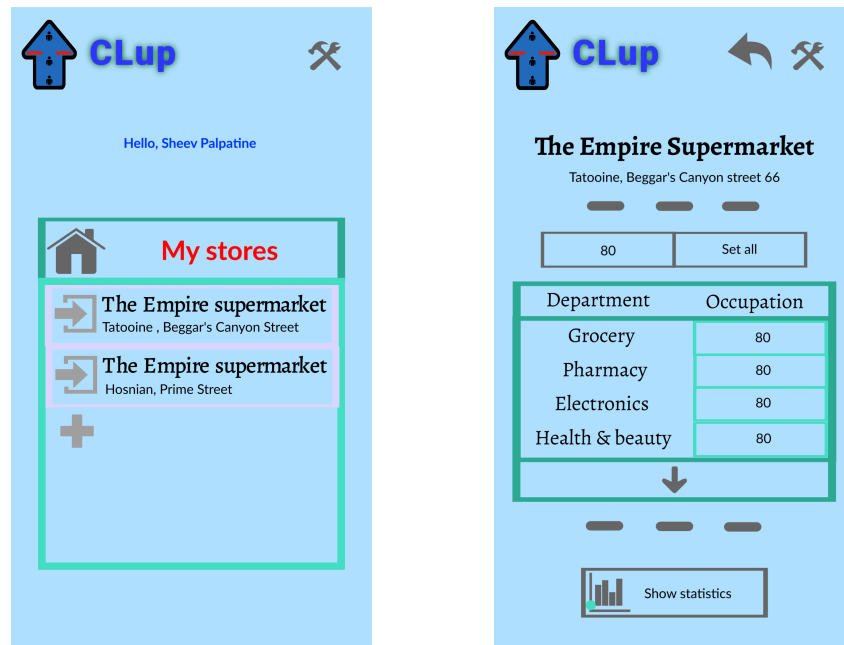 CLup
Hello, Sheev Palpatine
My stores
The Empire supermarket
Tatooine , Beggar's Canyon Street
The Empire supermarket
Hosnian, Prime Street
CLup
The Empire Supermarket
Tatooine, Beggar's Canyon street 66
80 Set all
Department Occupation
Grocery 80
Pharmacy 80
Electronics 80
Health & beauty 80
Show statistics